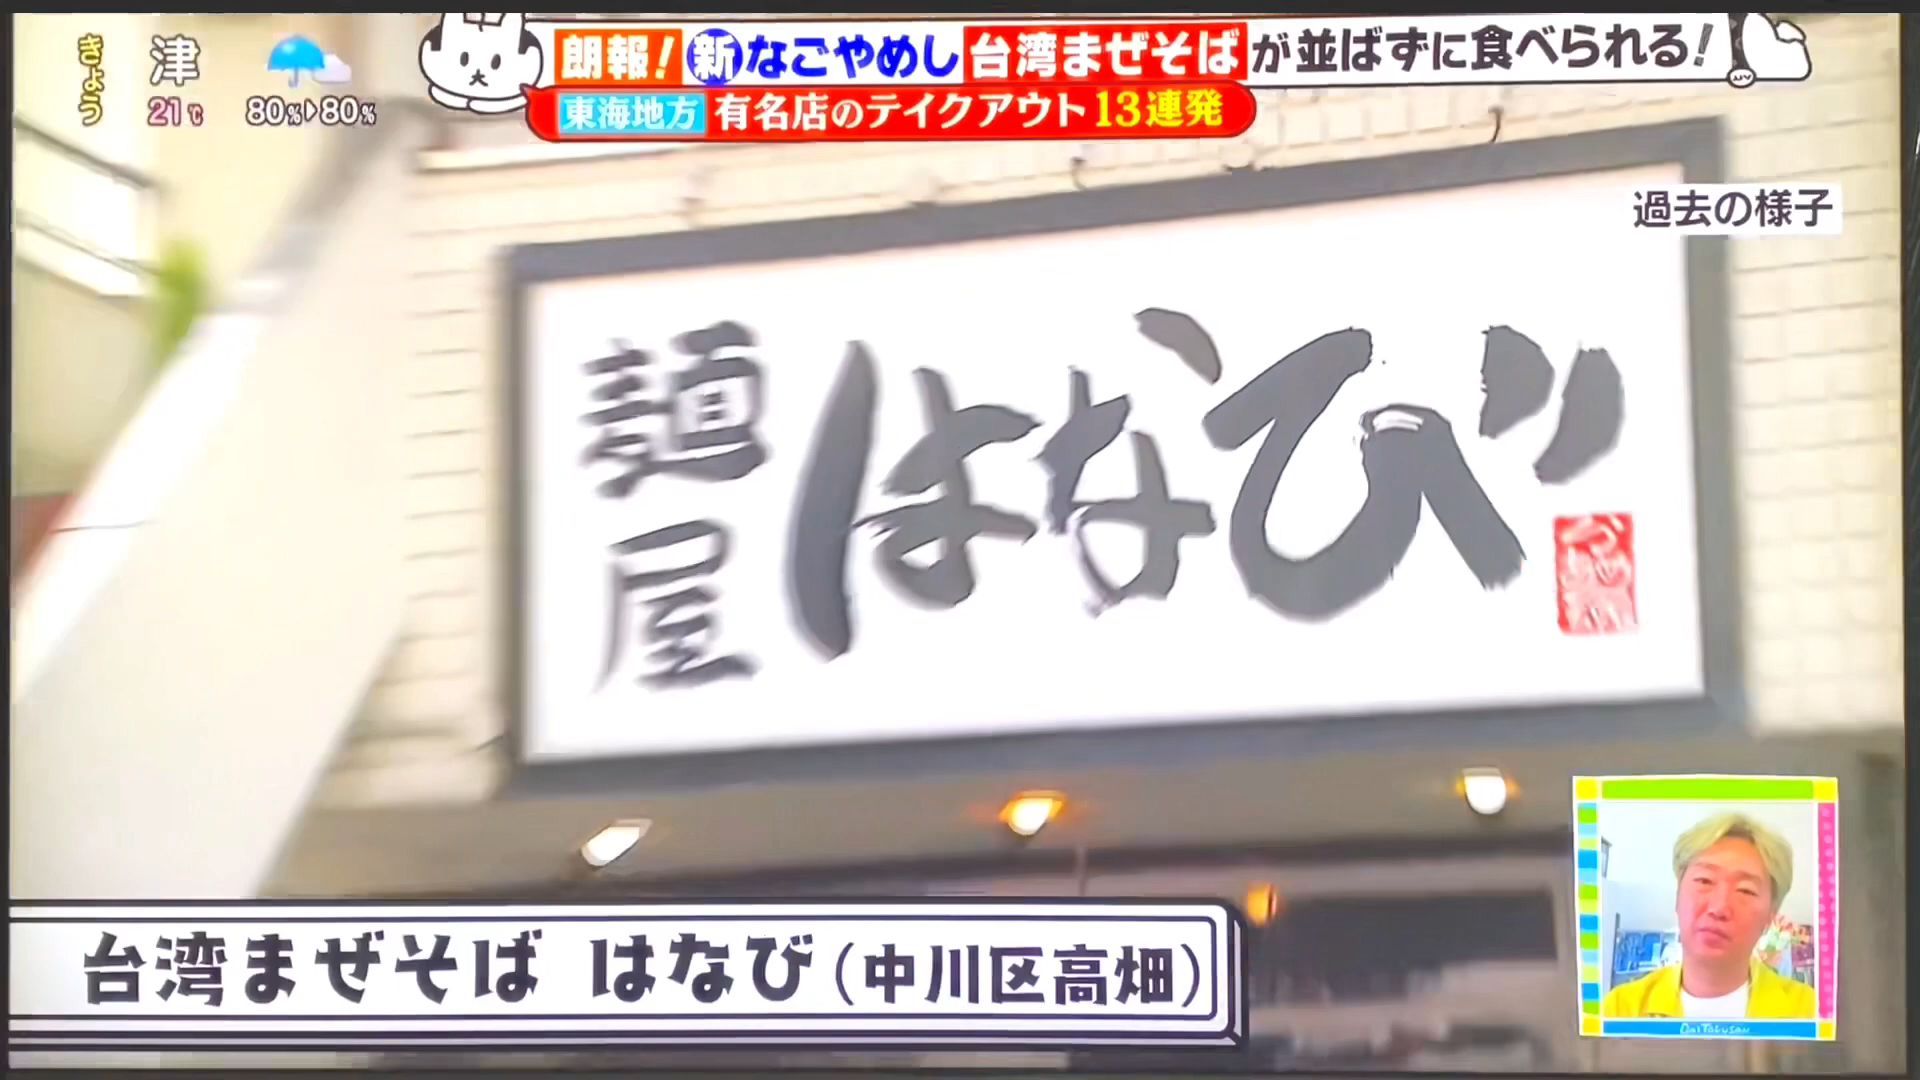 きょう
津
21℃
80%▶80%
朗報!新なごやめし台湾まぜそばが並ばずに食べられる!
東海地方 有名店のテイクアウト13連発
過去の様子
麺屋はなび
台湾まぜそば はなび(中川区高畑)